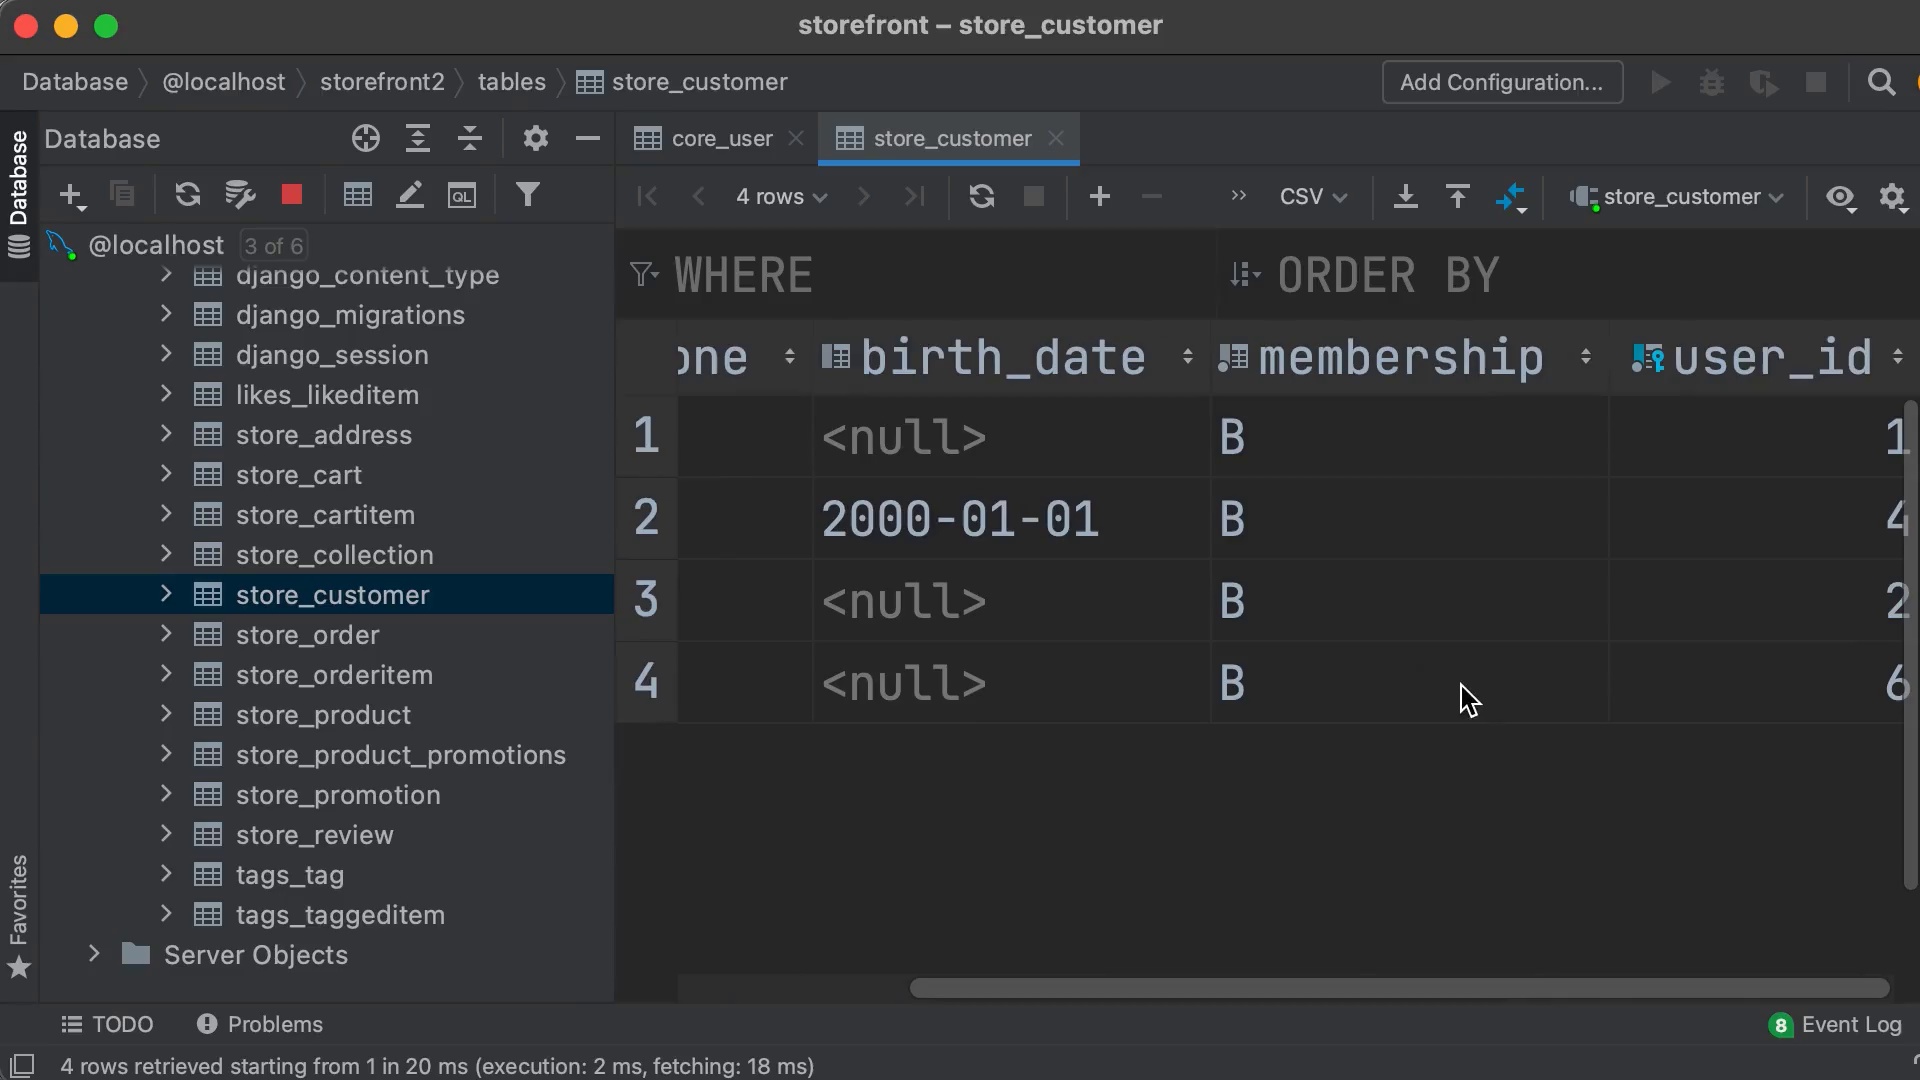 storefront – store_customer
Database @localhost storefront2 tables store_customer
Add Configuration...
Database
Favorites
Database
@localhost 3 of 6
django_content_type
django_migrations
django_session
likes_likeditem
store_address
store_cart
store_cartitem
store_collection
store_customer
store_order
store_orderitem
store_product
store_product_promotions
store_promotion
store_review
tags_tag
tags_taggeditem
Server Objects
QL
core_user store_customer
4 rows CSV store_customer
WHERE ORDER BY
one birth_date membership user_id
1 <null> B 1
2 2000-01-01 B 4
3 <null> B 2
4 <null> B 6
TODO Problems
8 Event Log
4 rows retrieved starting from 1 in 20 ms (execution: 2 ms, fetching: 18 ms)